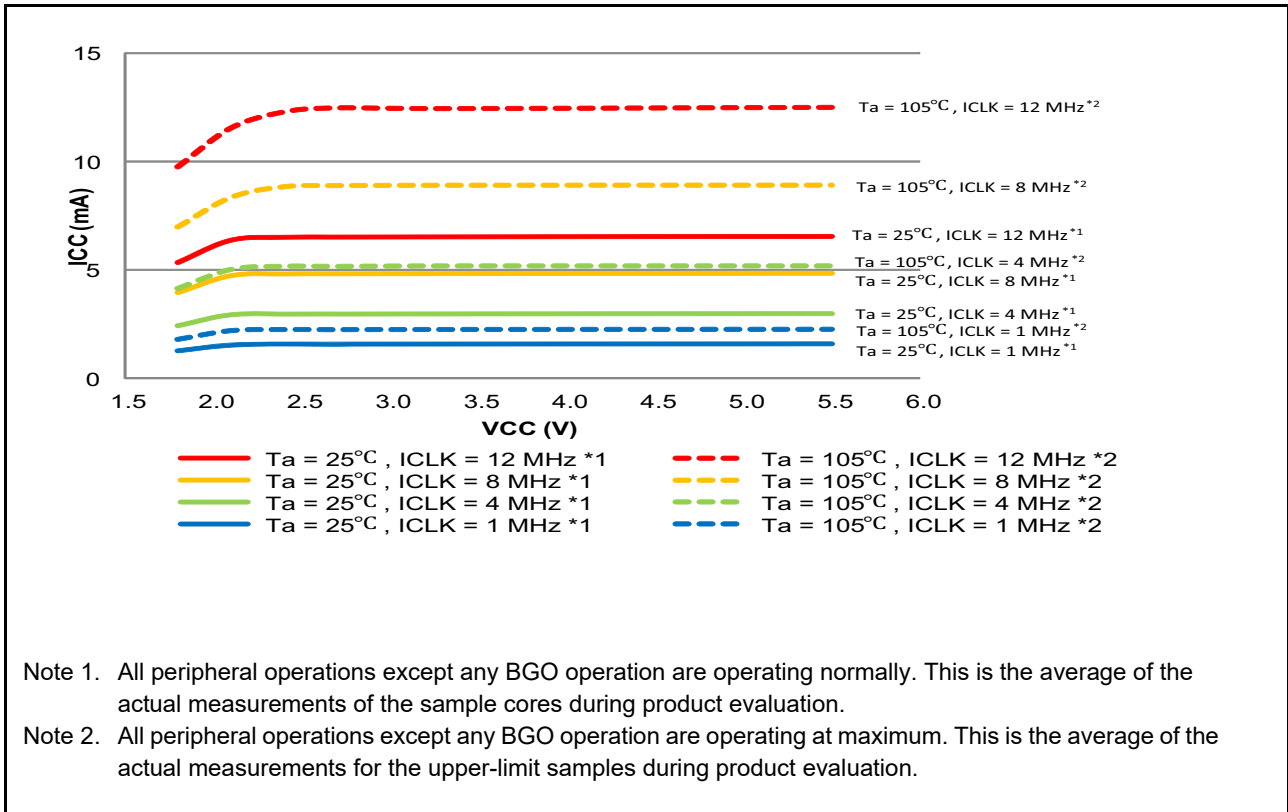 15
10
5
0
ICC (mA)
Ta = 105℃ , ICLK = 12 MHz *2
Ta = 105℃, ICLK = 8 MHz *2
Ta = 25℃, ICLK = 12 MHz *1
Ta = 105℃, ICLK = 4 MHz *2
Ta = 25℃, ICLK = 8 MHz *1
Ta = 25℃, ICLK = 4 MHz *1
Ta = 105℃, ICLK = 1 MHz *2
Ta = 25℃, ICLK = 1 MHz *1
1.5 2.0 2.5 3.0 3.5 4.0 4.5 5.0 5.5 6.0
VCC (V)
Ta = 25℃ , ICLK = 12 MHz *1 Ta = 105℃ , ICLK = 12 MHz *2
Ta = 25℃ , ICLK = 8 MHz *1 Ta = 105℃ , ICLK = 8 MHz *2
Ta = 25℃ , ICLK = 4 MHz *1 Ta = 105℃ , ICLK = 4 MHz *2
Ta = 25℃ , ICLK = 1 MHz *1 Ta = 105℃ , ICLK = 1 MHz *2
Note 1. All peripheral operations except any BGO operation are operating normally. This is the average of the
actual measurements of the sample cores during product evaluation.
Note 2. All peripheral operations except any BGO operation are operating at maximum. This is the average of the
actual measurements for the upper-limit samples during product evaluation.